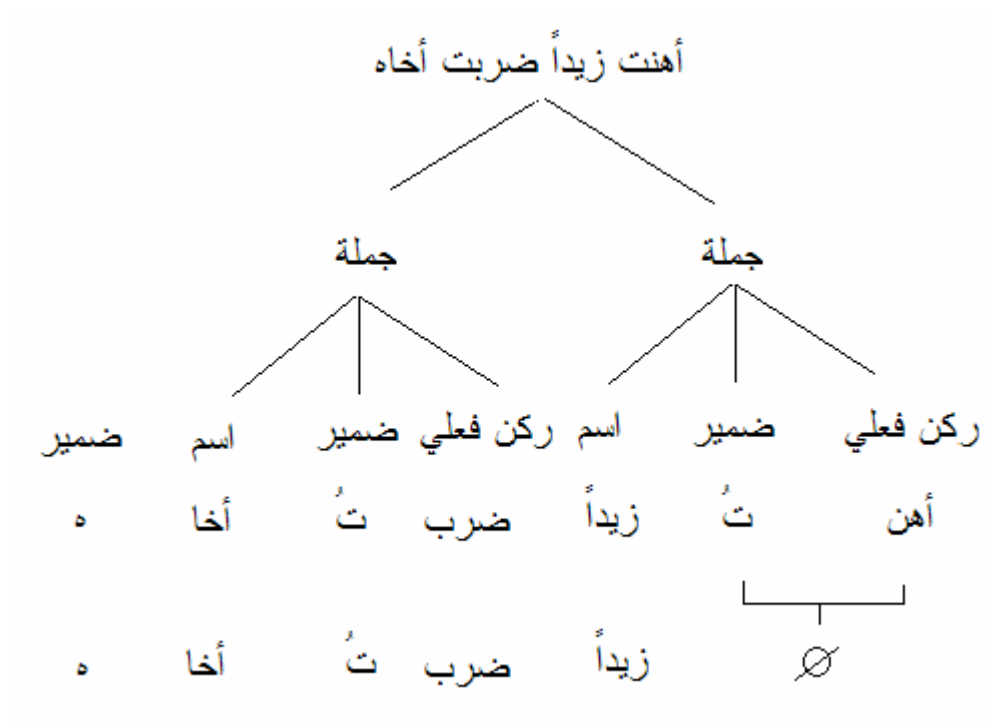 أهنت زيداً ضربت أخاه
جملة جملة
ركن فعلي ضمير اسم ركن فعلي ضمير اسم ضمير
أهن تُ زيداً ضرب تُ أخا ه
∅ زيداً ضرب تُ أخا ه